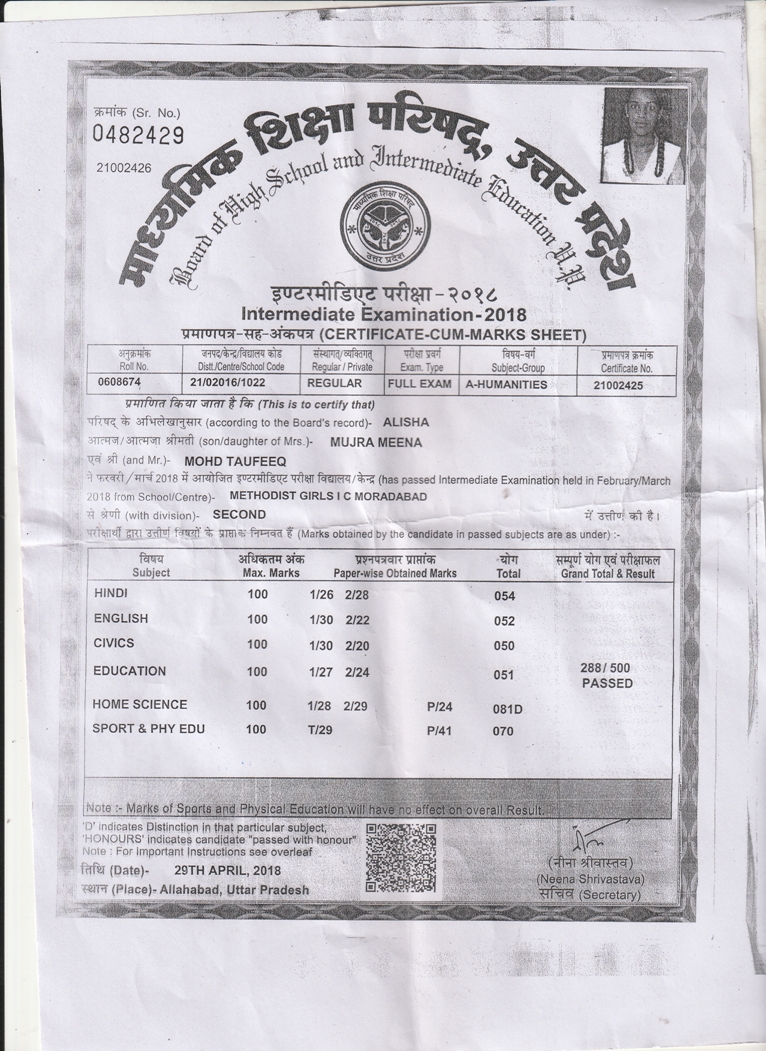 क्रमांक (Sr. No.)
0482429
21002426
माध्यमिक शिक्षा परिषद्, उत्तर प्रदेश
Board of High School and Intermediate Education U.P.
माध्यमिक शिक्षा परिषद
उत्तर प्रदेश
इण्टरमीडिएट परीक्षा-२०१८
Intermediate Examination-2018
प्रमाणपत्र-सह-अंकपत्र (CERTIFICATE-CUM-MARKS SHEET)
अनुक्रमांक जनपद/केन्द्र/विद्यालय कोड संस्थागत/व्यक्तिगत परीक्षा प्रवर्ग विषय-वर्ग प्रमाणपत्र क्रमांक
Roll No. Distt./Centre/School Code Regular / Private Exam. Type Subject-Group Certificate No.
0608674 21/02016/1022 REGULAR FULL EXAM A-HUMANITIES 21002425
प्रमाणित किया जाता है कि (This is to certify that)
परिषद के अभिलेखानुसार (according to the Board's record)- ALISHA
आत्मज/आत्मजा श्रीमती (son/daughter of Mrs.)- MUJRA MEENA
एवं श्री (and Mr.)- MOHD TAUFEEQ
ने फरवरी/मार्च 2018 में आयोजित इण्टरमीडिएट परीक्षा विद्यालय/केन्द्र (has passed Intermediate Examination held in February/March
2018 from School/Centre)- METHODIST GIRLS I C MORADABAD
से श्रेणी (with division)- SECOND में उत्तीर्ण की है।
परीक्षार्थी द्वारा उत्तीर्ण विषयों के प्राप्तांक निम्नवत हैं (Marks obtained by the candidate in passed subjects are as under) :-
विषय अधिकतम अंक प्रश्नपत्रवार प्राप्तांक योग सम्पूर्ण योग एवं परीक्षाफल
Subject Max. Marks Paper-wise Obtained Marks Total Grand Total & Result
HINDI 100 1/26 2/28 054
ENGLISH 100 1/30 2/22 052
CIVICS 100 1/30 2/20 050
EDUCATION 100 1/27 2/24 051 288/500
PASSED
HOME SCIENCE 100 1/28 2/29 P/24 081D
SPORT & PHY EDU 100 T/29 P/41 070
Note :- Marks of Sports and Physical Education will have no effect on overall Result.
'D' indicates Distinction in that particular subject,
'HONOURS' indicates candidate "passed with honour"
Note : For Important Instructions see overleaf
तिथि (Date)- 29TH APRIL, 2018
स्थान (Place)- Allahabad, Uttar Pradesh
(नीना श्रीवास्तव)
(Neena Shrivastava)
सचिव (Secretary)